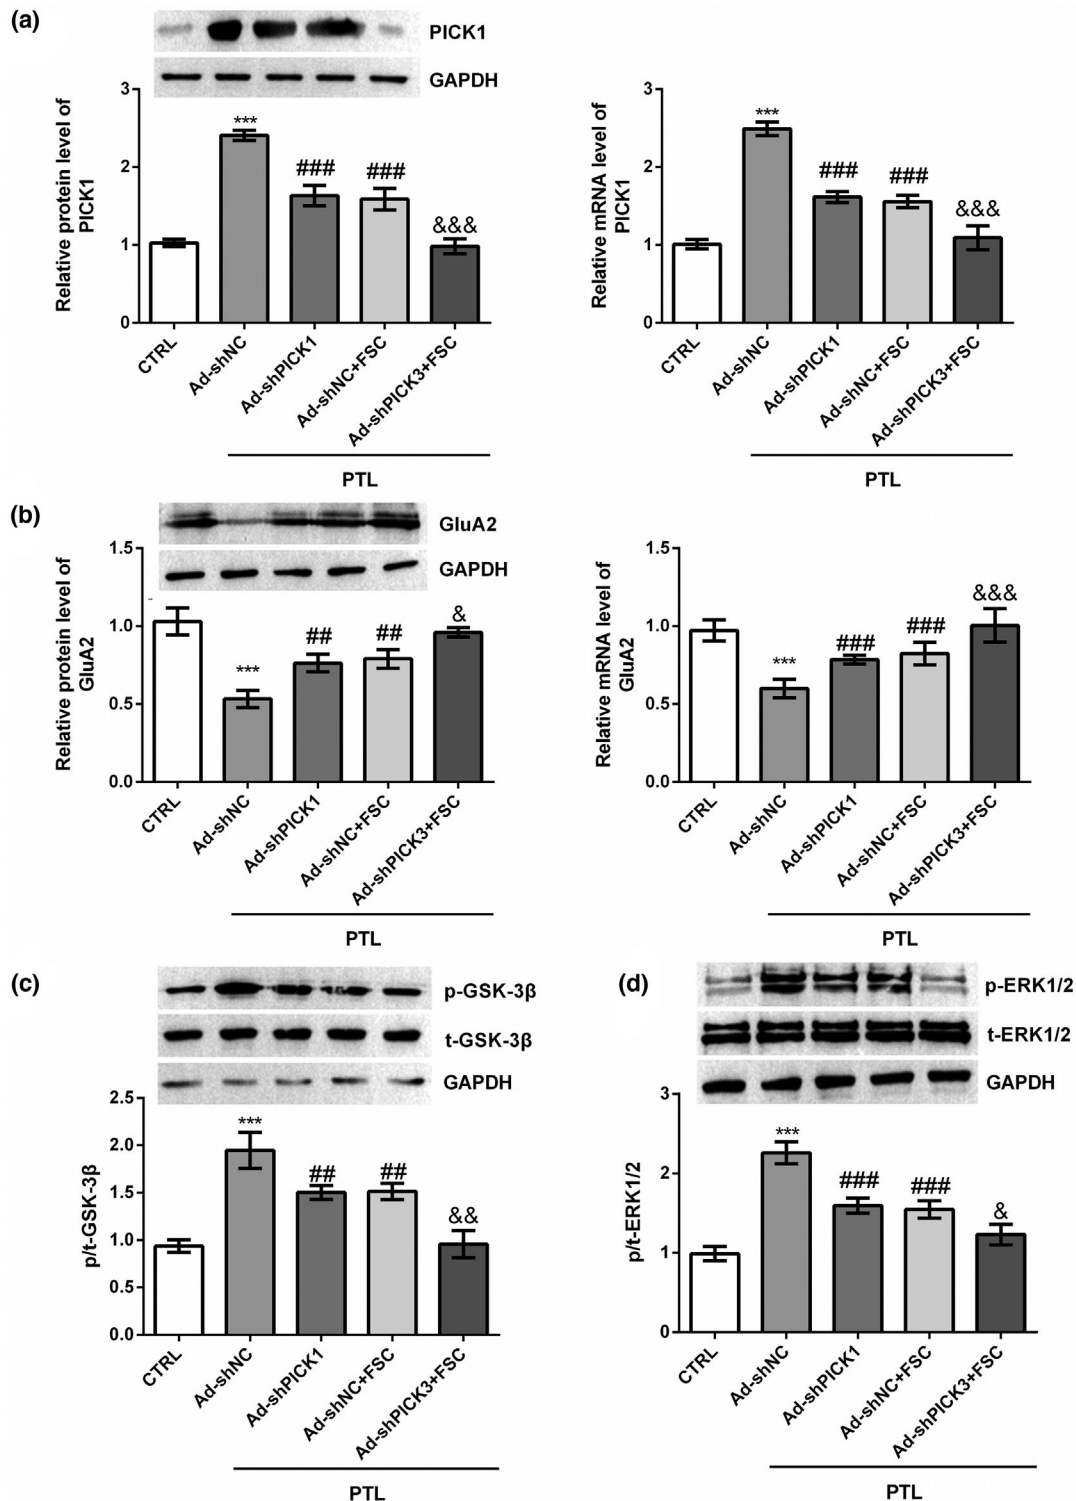 (a)
PICK1
GAPDH
Relative protein level of
PICK1
3
2
1
0
***
###
###
&&&
CTRL
Ad-shNC
Ad-shPICK1
Ad-shNC+FSC
Ad-shPICK3+FSC
PTL
Relative mRNA level of
PICK1
3
2
1
0
***
###
###
&&&
CTRL
Ad-shNC
Ad-shPICK1
Ad-shNC+FSC
Ad-shPICK3+FSC
PTL
(b)
GluA2
GAPDH
Relative protein level of
GluA2
1.5
1.0
0.5
0.0
***
##
##
&
CTRL
Ad-shNC
Ad-shPICK1
Ad-shNC+FSC
Ad-shPICK3+FSC
PTL
Relative mRNA level of
GluA2
1.5
1.0
0.5
0.0
***
###
###
&&&
CTRL
Ad-shNC
Ad-shPICK1
Ad-shNC+FSC
Ad-shPICK3+FSC
PTL
(c)
p-GSK-3β
t-GSK-3β
GAPDH
p/t-GSK-3β
2.5
2.0
1.5
1.0
0.5
0.0
***
##
##
&&
CTRL
Ad-shNC
Ad-shPICK1
Ad-shNC+FSC
Ad-shPICK3+FSC
PTL
(d)
p-ERK1/2
t-ERK1/2
GAPDH
p/t-ERK1/2
3
2
1
0
***
###
###
&
CTRL
Ad-shNC
Ad-shPICK1
Ad-shNC+FSC
Ad-shPICK3+FSC
PTL